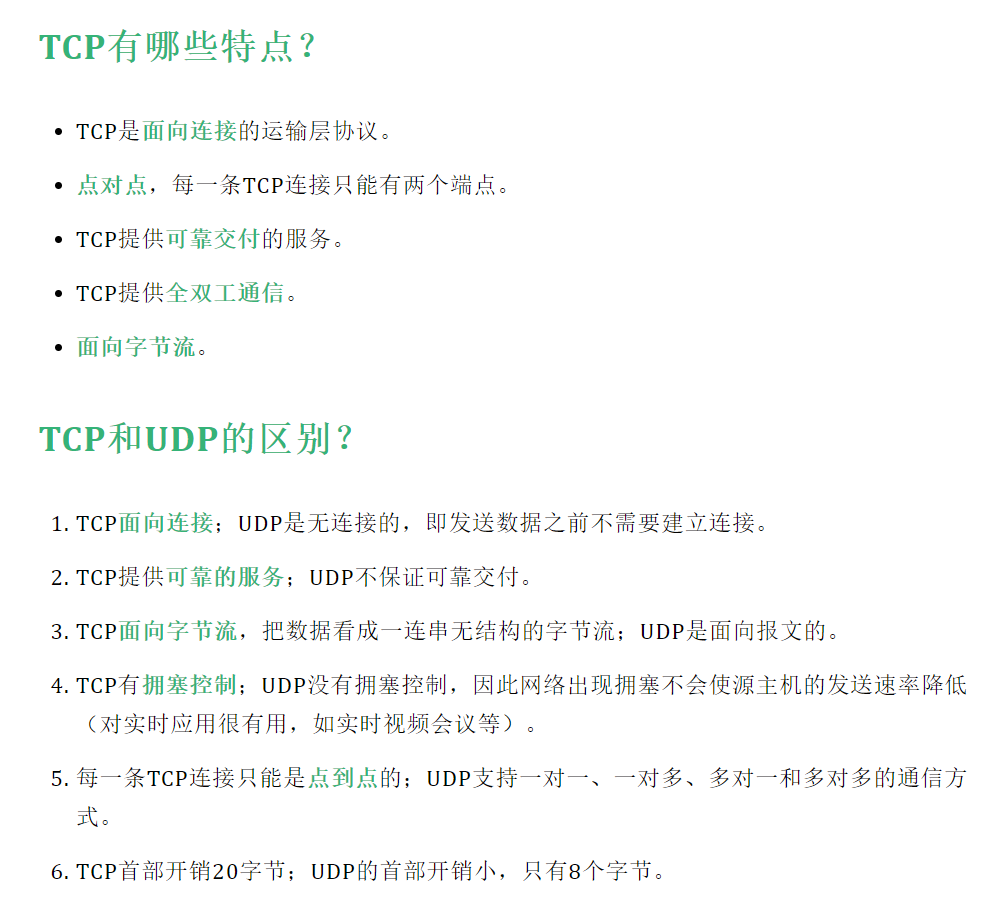 TCP有哪些特点？
• TCP是面向连接的运输层协议。
• 点对点，每一条TCP连接只能有两个端点。
• TCP提供可靠交付的服务。
• TCP提供全双工通信。
• 面向字节流。
TCP和UDP的区别？
1. TCP面向连接；UDP是无连接的，即发送数据之前不需要建立连接。
2. TCP提供可靠的服务；UDP不保证可靠交付。
3. TCP面向字节流，把数据看成一连串无结构的字节流；UDP是面向报文的。
4. TCP有拥塞控制；UDP没有拥塞控制，因此网络出现拥塞不会使源主机的发送速率降低
（对实时应用很有用，如实时视频会议等）。
5. 每一条TCP连接只能是点到点的；UDP支持一对一、一对多、多对一和多对多的通信方
式。
6. TCP首部开销20字节；UDP的首部开销小，只有8个字节。